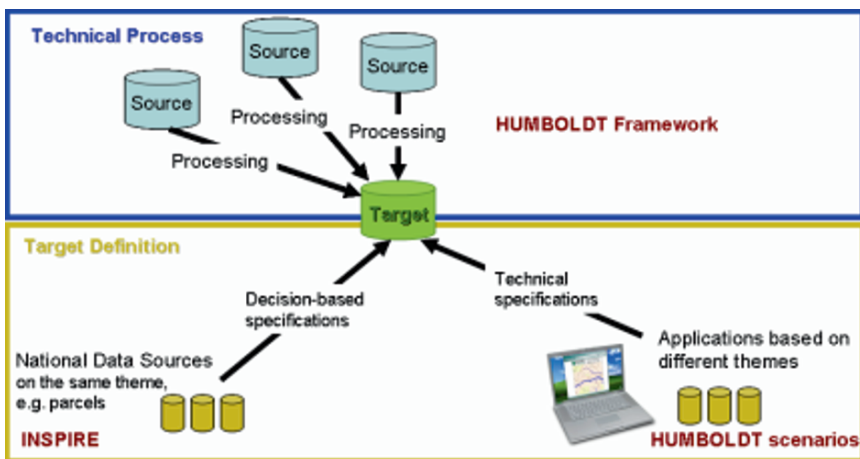 Technical Process
Source
Source
Source
Processing
Processing
Processing
HUMBOLDT Framework
Target
Target Definition
Decision-based
specifications
Technical
specifications
National Data Sources
on the same theme,
e.g. parcels
INSPIRE
Applications based on
different themes
HUMBOLDT scenarios